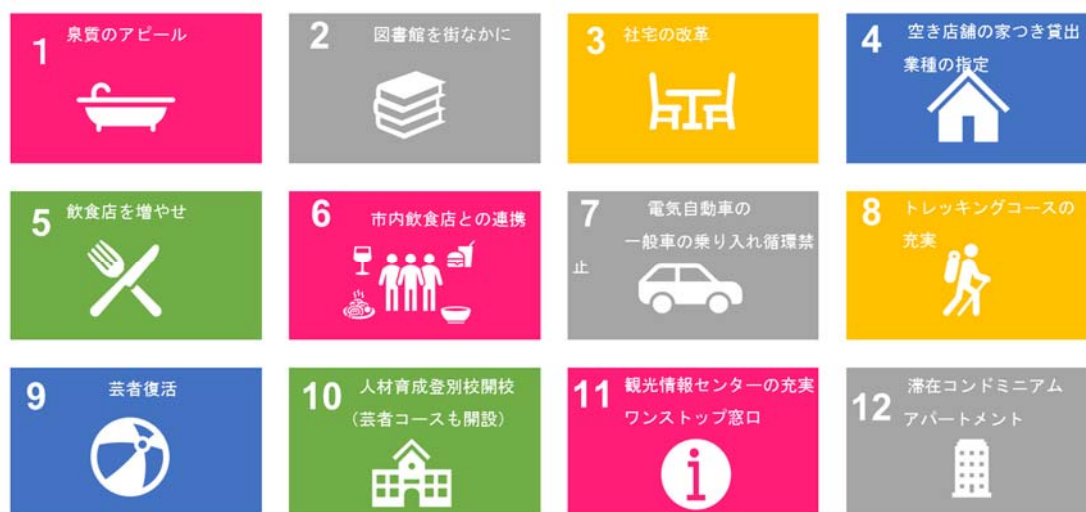 1 泉質のアピール
2 図書館を街なかに
3 社宅の改革
4 空き店舗の家つき貸出
業種の指定
5 飲食店を増やせ
6 市内飲食店との連携
7 電気自動車の
一般車の乗り入れ循環禁
止
8 トレッキングコースの
充実
9 芸者復活
10 人材育成登別校開校
(芸者コースも開設)
11 観光情報センターの充実
ワンストップ窓口
i
12 滞在コンドミニアム
アパートメント